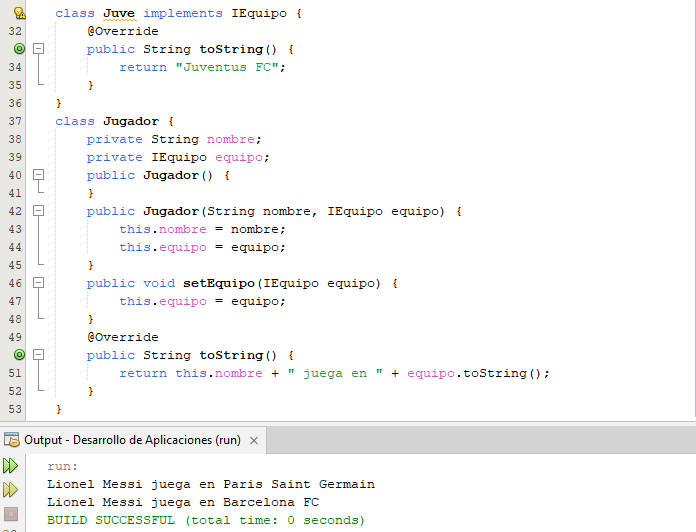 class Juve implements IEquipo {
32 @Override
public String toString() {
34 return "Juventus FC";
35 }
36 }
37 class Jugador {
38 private String nombre;
39 private IEquipo equipo;
40 public Jugador() {
41 }
42 public Jugador(String nombre, IEquipo equipo) {
43 this.nombre = nombre;
44 this.equipo = equipo;
45 }
46 public void setEquipo(IEquipo equipo) {
47 this.equipo = equipo;
48 }
49 @Override
public String toString() {
51 return this.nombre + " juega en " + equipo.toString();
52 }
53 }
Output - Desarrollo de Aplicaciones (run) ×
run:
Lionel Messi juega en Paris Saint Germain
Lionel Messi juega en Barcelona FC
BUILD SUCCESSFUL (total time: 0 seconds)